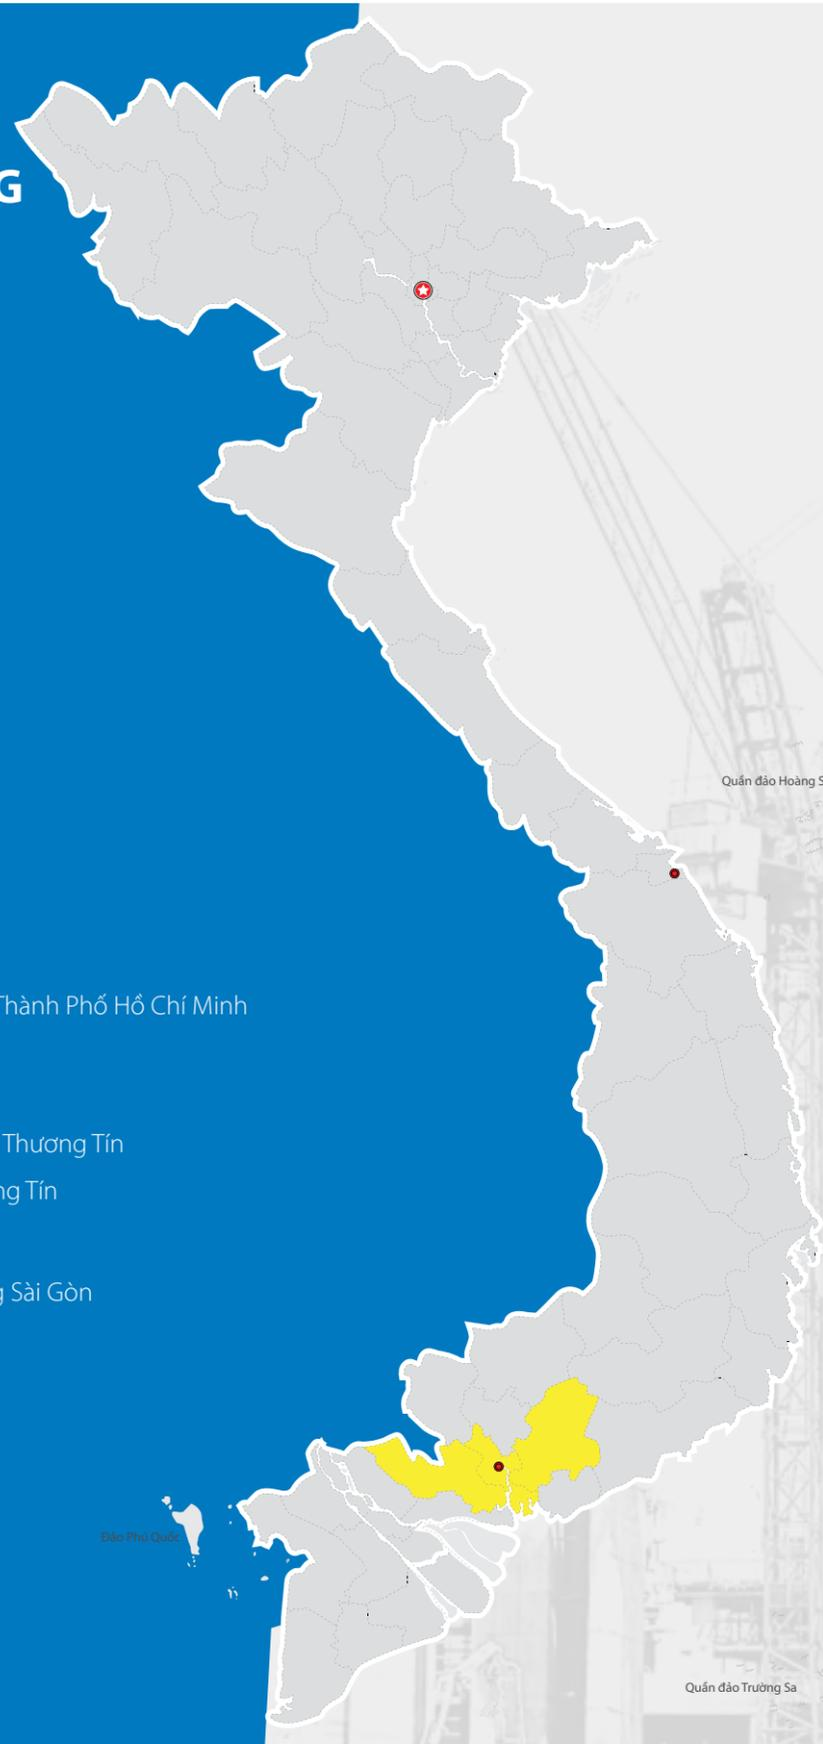 G
Quần đảo Hoàng S
Thành Phố Hồ Chí Minh
Thương Tín
ng Tín
g Sài Gòn
Đảo Phú Quốc
Quần đảo Trường Sa